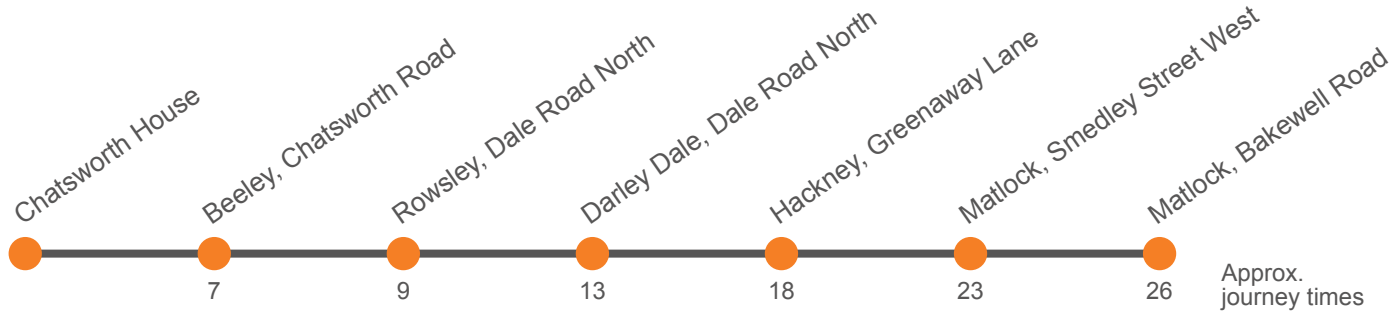 Chatsworth House
Beeley, Chatsworth Road
Rowsley, Dale Road North
Darley Dale, Dale Road North
Hackney, Greenaway Lane
Matlock, Smedley Street West
Matlock, Bakewell Road
7
9
13
18
23
26
Approx.
journey times